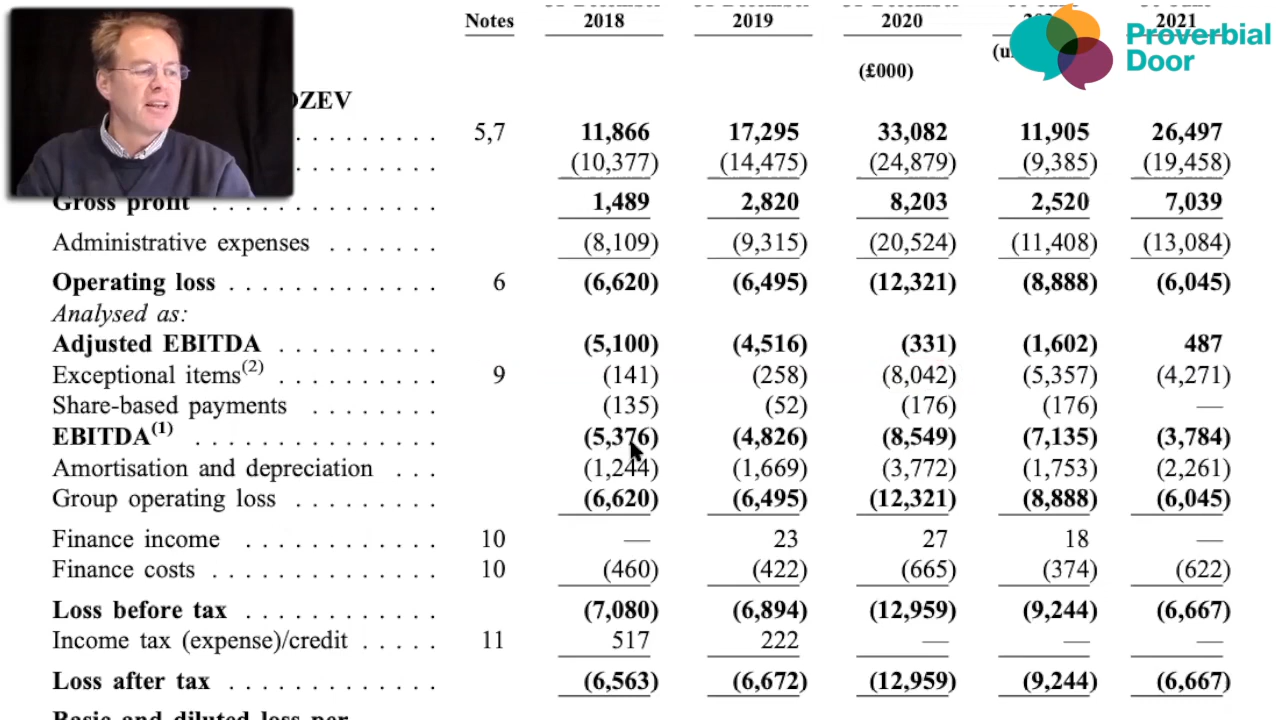 Notes 2018 2019 2020 2021
Proverbial
Door
(£000)
OZEV
. . . . . . . . . 5,7 11,866 17,295 33,082 11,905 26,497
. . . . . . . . . (10,377) (14,475) (24,879) (9,385) (19,458)
Gross profit . . . . . . . . . . . . . . 1,489 2,820 8,203 2,520 7,039
Administrative expenses . . . . . . . (8,109) (9,315) (20,524) (11,408) (13,084)
Operating loss . . . . . . . . . . . . . 6 (6,620) (6,495) (12,321) (8,888) (6,045)
Analysed as:
Adjusted EBITDA . . . . . . . . . . (5,100) (4,516) (331) (1,602) 487
Exceptional items(2) . . . . . . . . . . 9 (141) (258) (8,042) (5,357) (4,271)
Share-based payments . . . . . . . . (135) (52) (176) (176) —
EBITDA(1) . . . . . . . . . . . . . . . (5,376) (4,826) (8,549) (7,135) (3,784)
Amortisation and depreciation . . . (1,244) (1,669) (3,772) (1,753) (2,261)
Group operating loss . . . . . . . . . (6,620) (6,495) (12,321) (8,888) (6,045)
Finance income . . . . . . . . . . . . 10 — 23 27 18 —
Finance costs . . . . . . . . . . . . . . 10 (460) (422) (665) (374) (622)
Loss before tax . . . . . . . . . . . . . (7,080) (6,894) (12,959) (9,244) (6,667)
Income tax (expense)/credit . . . . . 11 517 222 — — —
Loss after tax . . . . . . . . . . . . . . (6,563) (6,672) (12,959) (9,244) (6,667)
Basic and diluted loss per